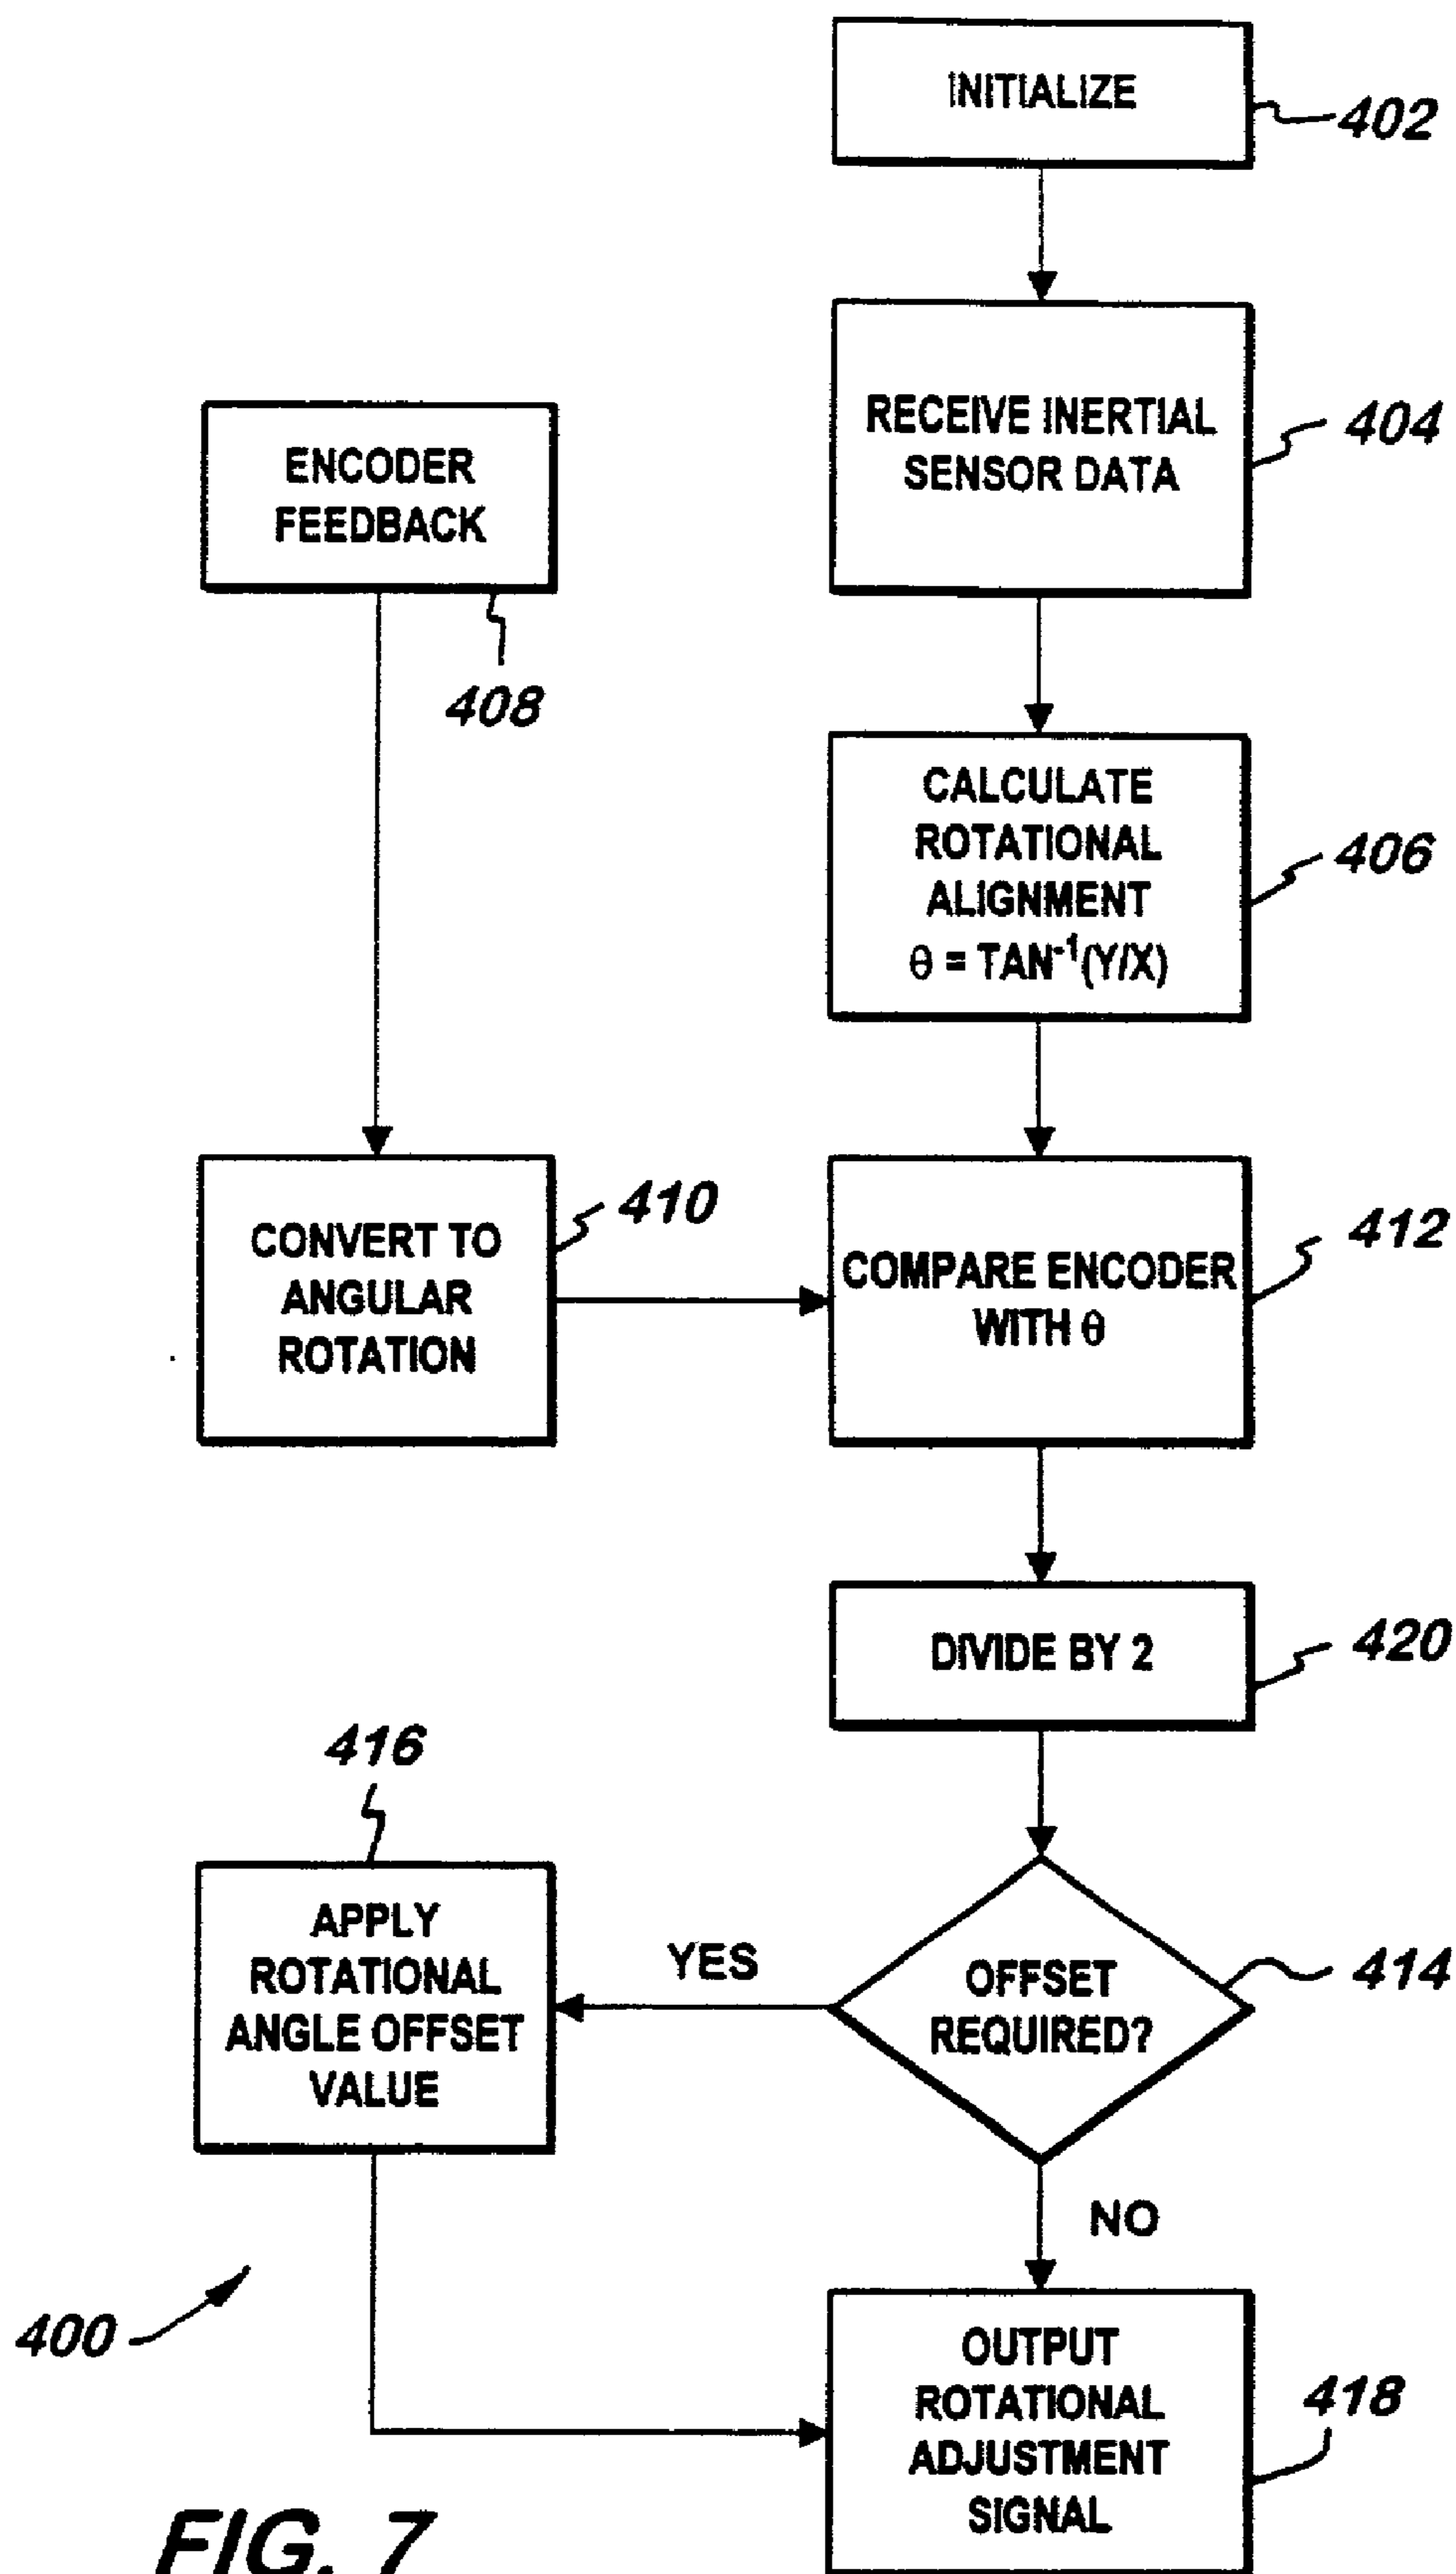 INITIALIZE
402
RECEIVE INERTIAL
SENSOR DATA
404
ENCODER
FEEDBACK
408
CALCULATE
ROTATIONAL
ALIGNMENT
θ = TAN⁻¹(Y/X)
406
CONVERT TO
ANGULAR
ROTATION
410
COMPARE ENCODER
WITH θ
412
DIVIDE BY 2
420
416
APPLY
ROTATIONAL
ANGLE OFFSET
VALUE
YES
OFFSET
REQUIRED?
414
NO
400
OUTPUT
ROTATIONAL
ADJUSTMENT
SIGNAL
418
FIG. 7